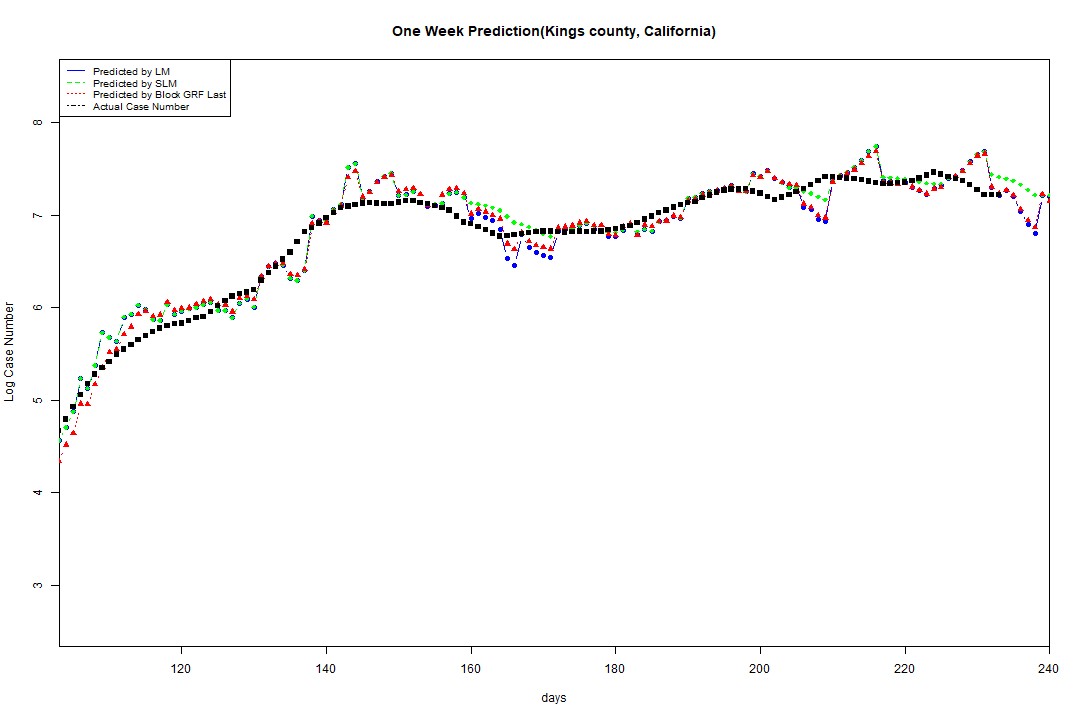 One Week Prediction(Kings county, California)
Predicted by LM
Predicted by SLM
Predicted by Block GRF Last
Actual Case Number
8
7
6
5
4
3
Log Case Number
120 140 160 180 200 220 240
days